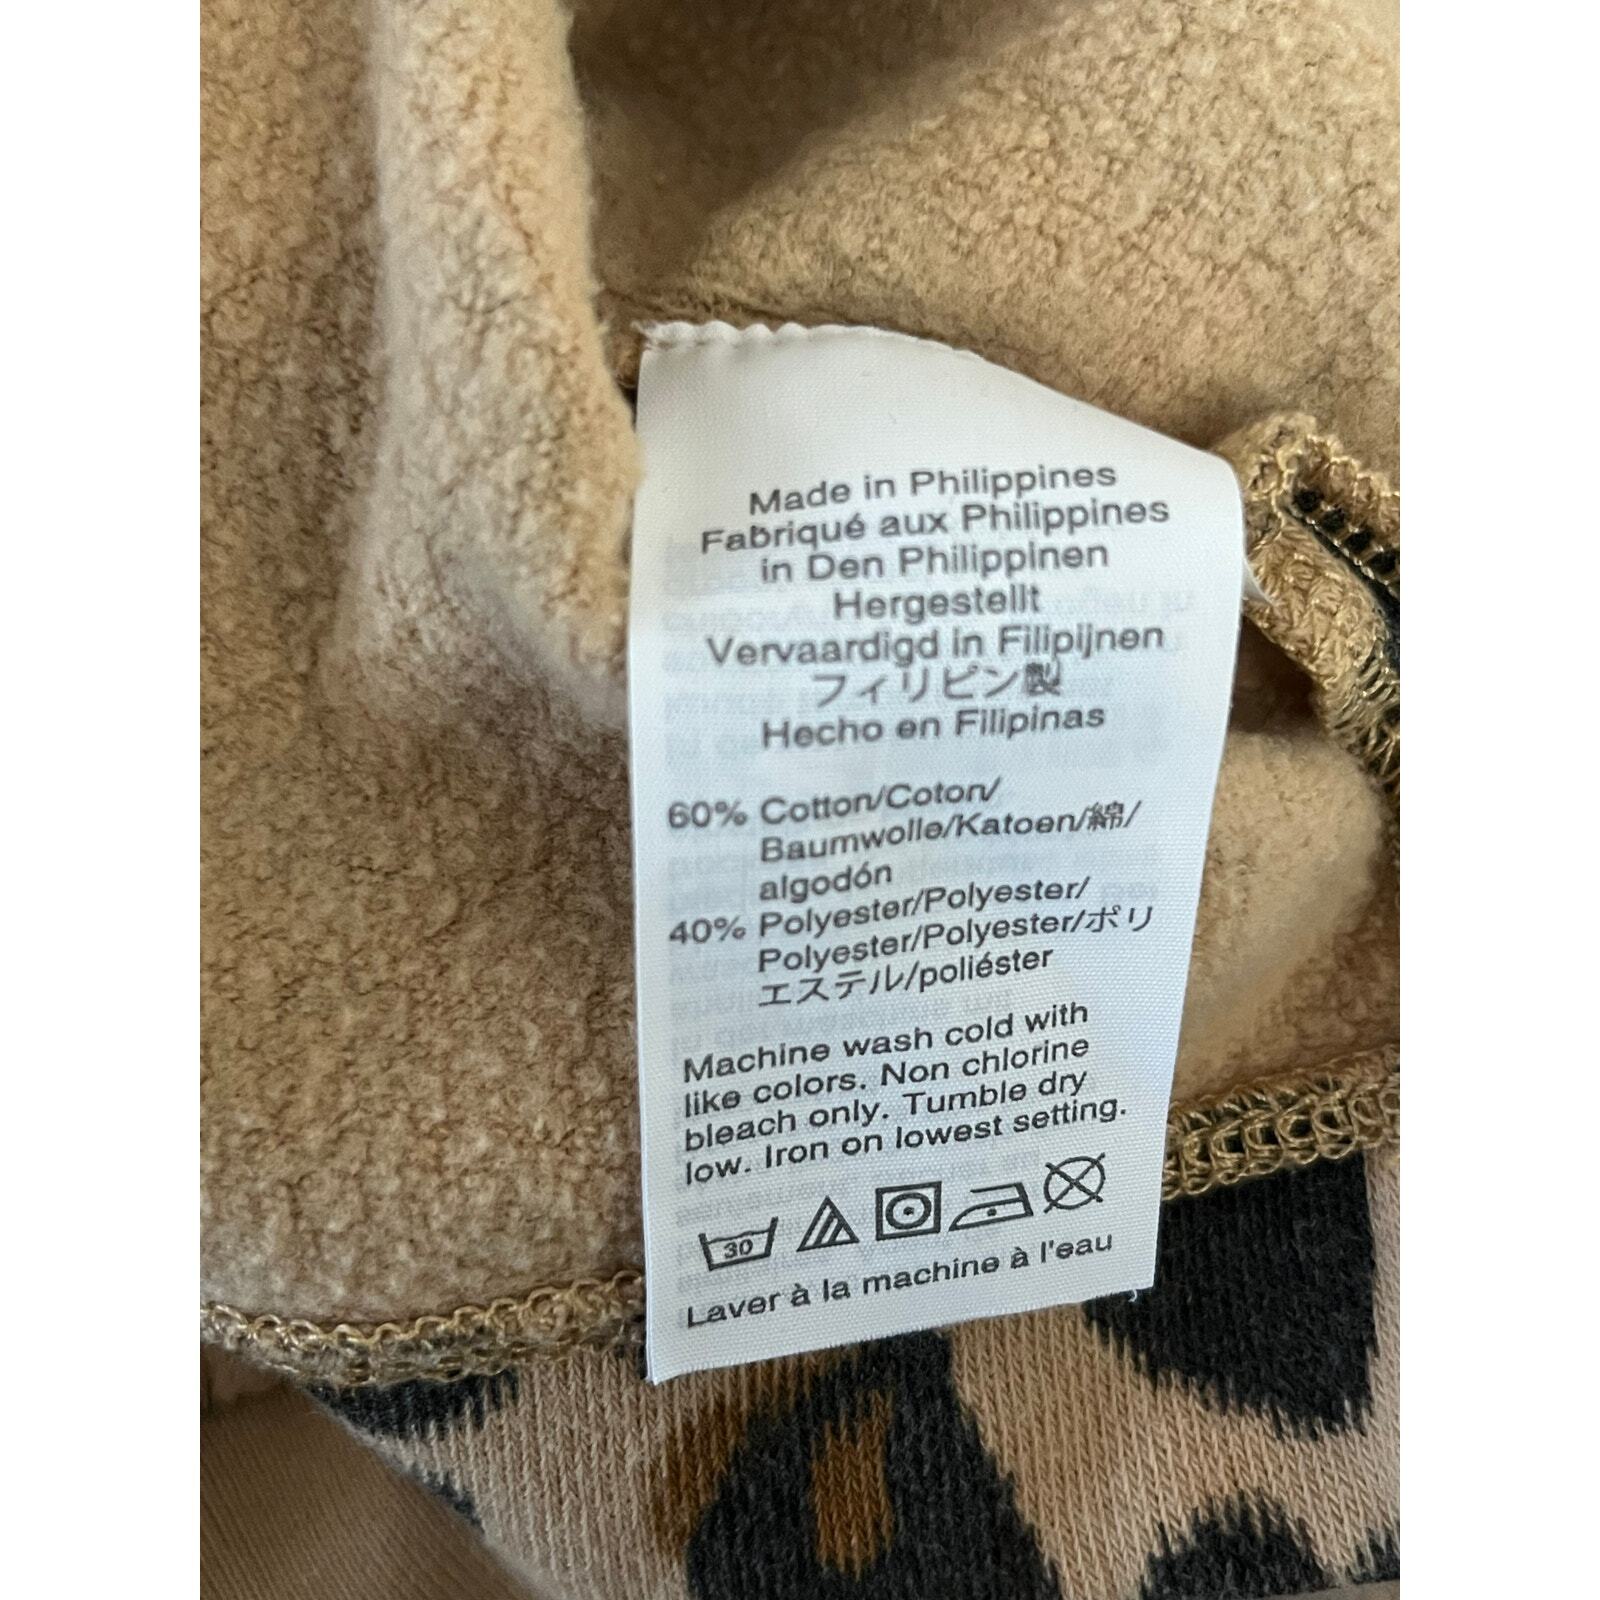 Made in Philippines
Fabriqué aux Philippines
in Den Philippinen
Hergestellt
Vervaardigd in Filipijnen
フィリピン製
Hecho en Filipinas
60% Cotton/Coton/
Baumwolle/Katoen/綿/
algodón
40% Polyester/Polyester/
Polyester/Polyester/ポリ
エステル/poliéster
Machine wash cold with
like colors. Non chlorine
bleach only. Tumble dry
low. Iron on lowest setting.
30
Laver à la machine à l'eau